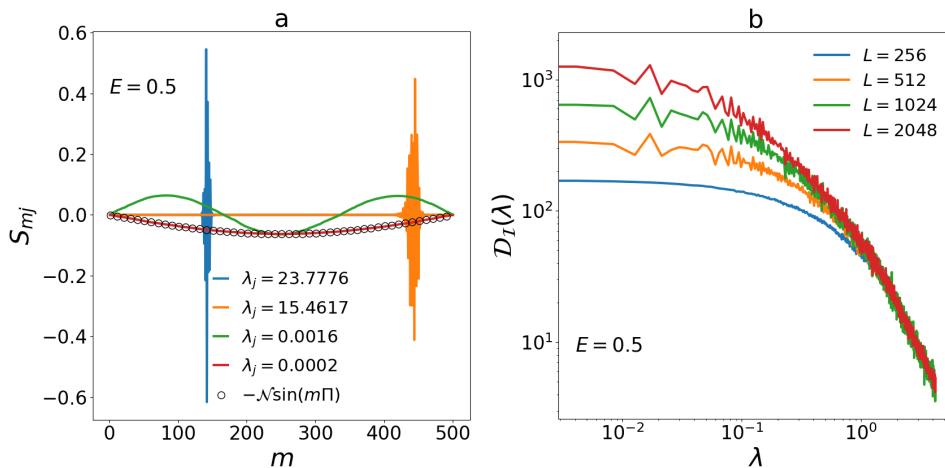 a
0.6
0.4
0.2
0.0
−0.2
−0.4
−0.6
S_{mj}
E = 0.5
λ_j = 23.7776
λ_j = 15.4617
λ_j = 0.0016
λ_j = 0.0002
−𝒩sin(mΠ)
0 100 200 300 400 500
m
b
10^3
10^2
10^1
𝒟_ℐ(λ)
L = 256
L = 512
L = 1024
L = 2048
E = 0.5
10^{−2} 10^{−1} 10^0
λ